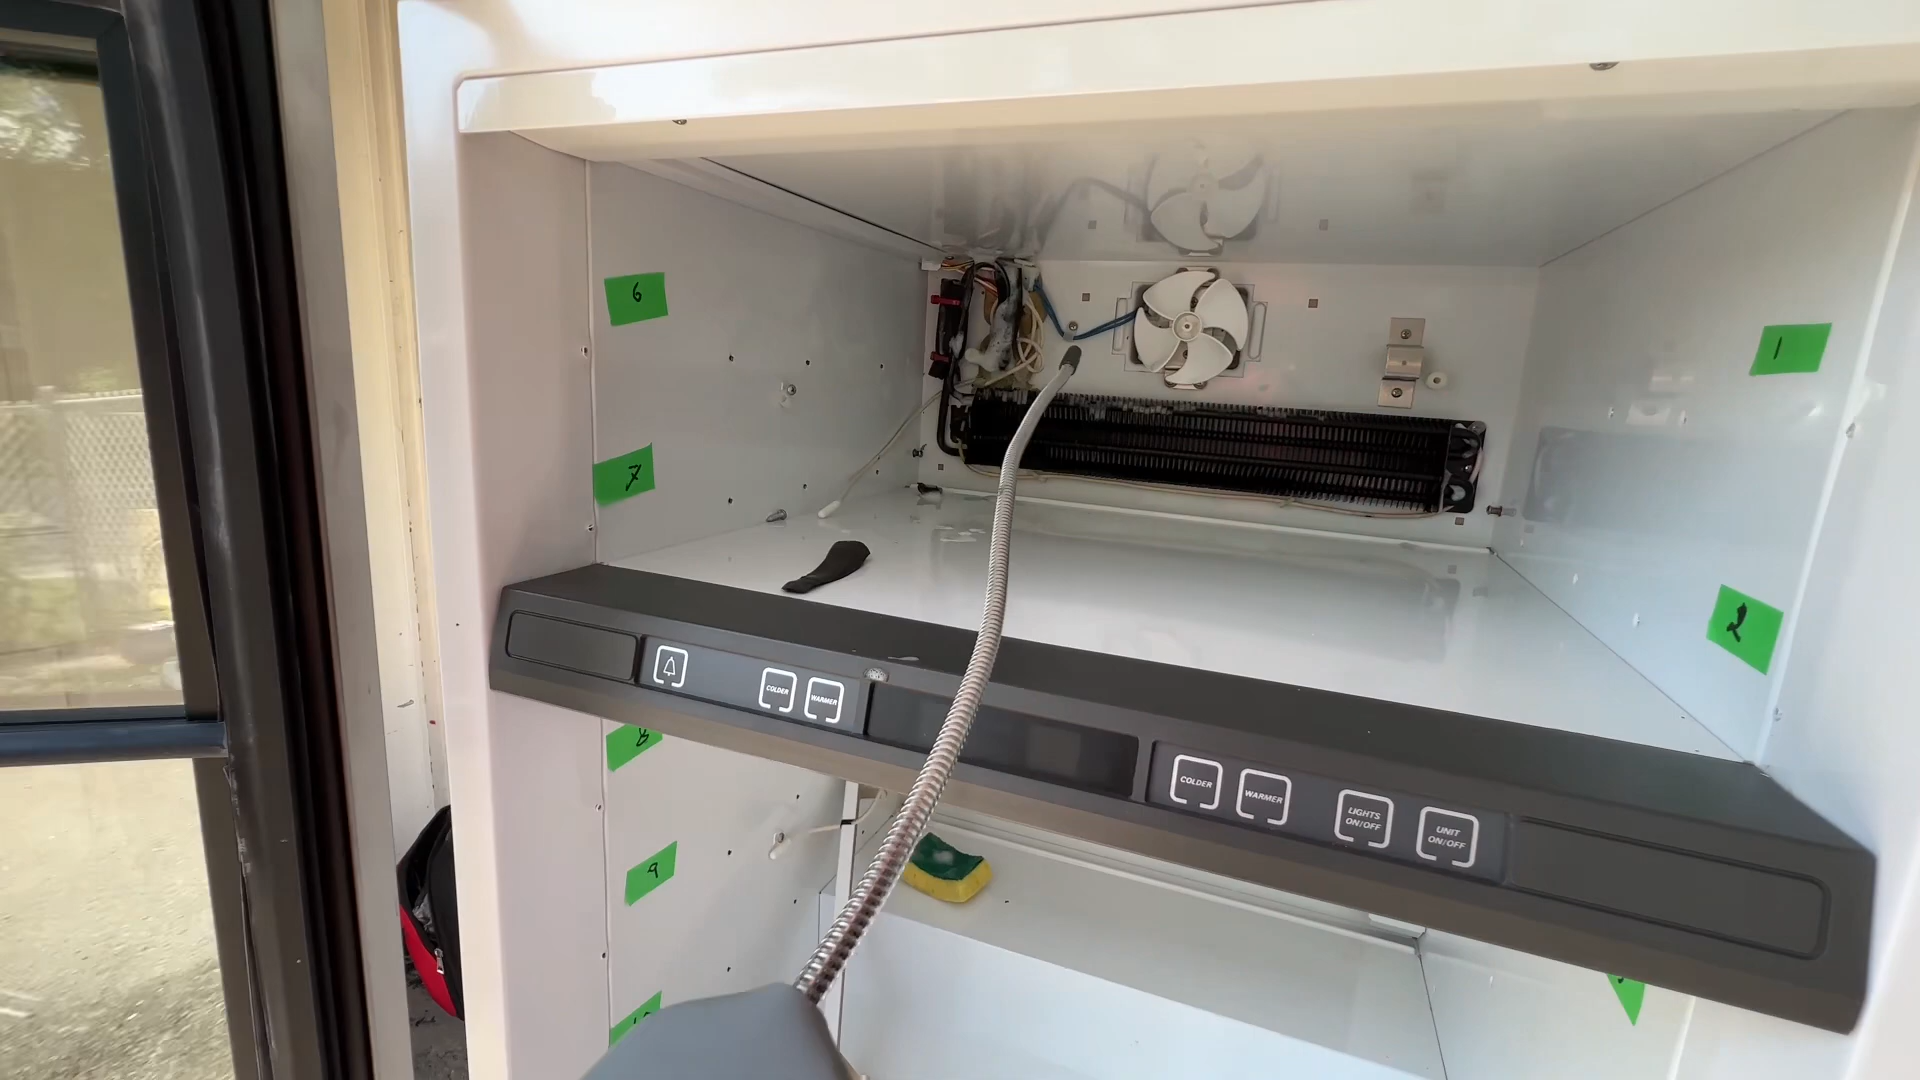 6
1
7
2
COLDER
WARMER
8
COLDER
WARMER
LIGHTS
ON/OFF
UNIT
ON/OFF
9